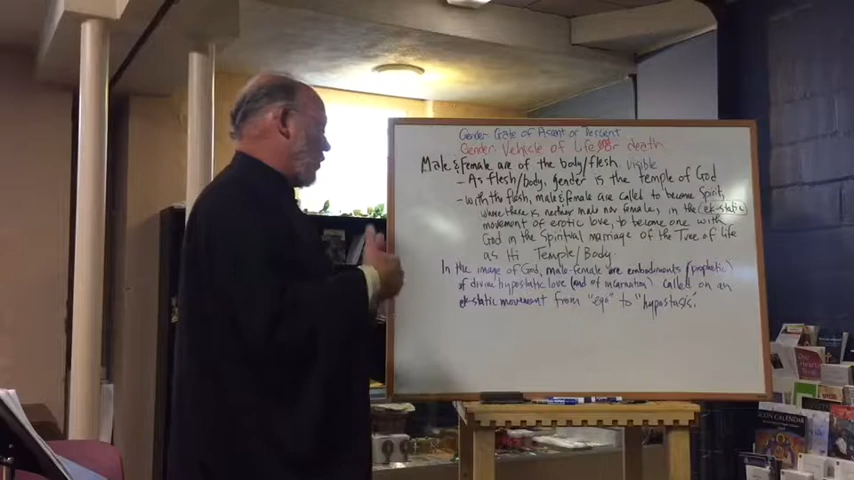 Gender Gate of Ascent or Descent
Gender Vehicle of Life or death
Male & Female are of the body/flesh visible
- As flesh/body, gender is the temple of God
- with the flesh, male & female are called to become Spirit,
where there is neither male nor female, in the (ek-static)
movement of erotic love, to become one with
God in the Spiritual marriage of the Tree of Life
as Hi Temple/Body.
In the image of God, male-female are embodiments (prophetic)
of divine hypostatic love (and of incarnation) called on an
ek-static movement from "ego" to "hypostasis".
ICON CALENDAR